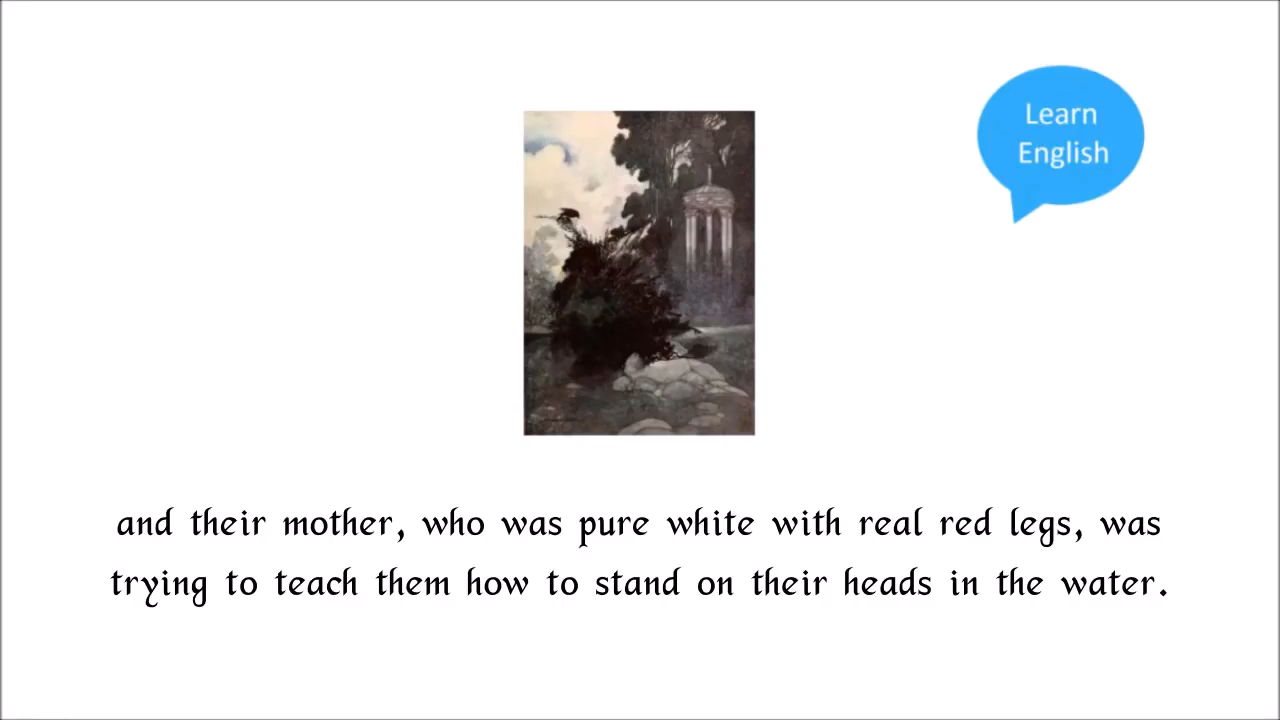 Learn
English
and their mother, who was pure white with real red legs, was
trying to teach them how to stand on their heads in the water.